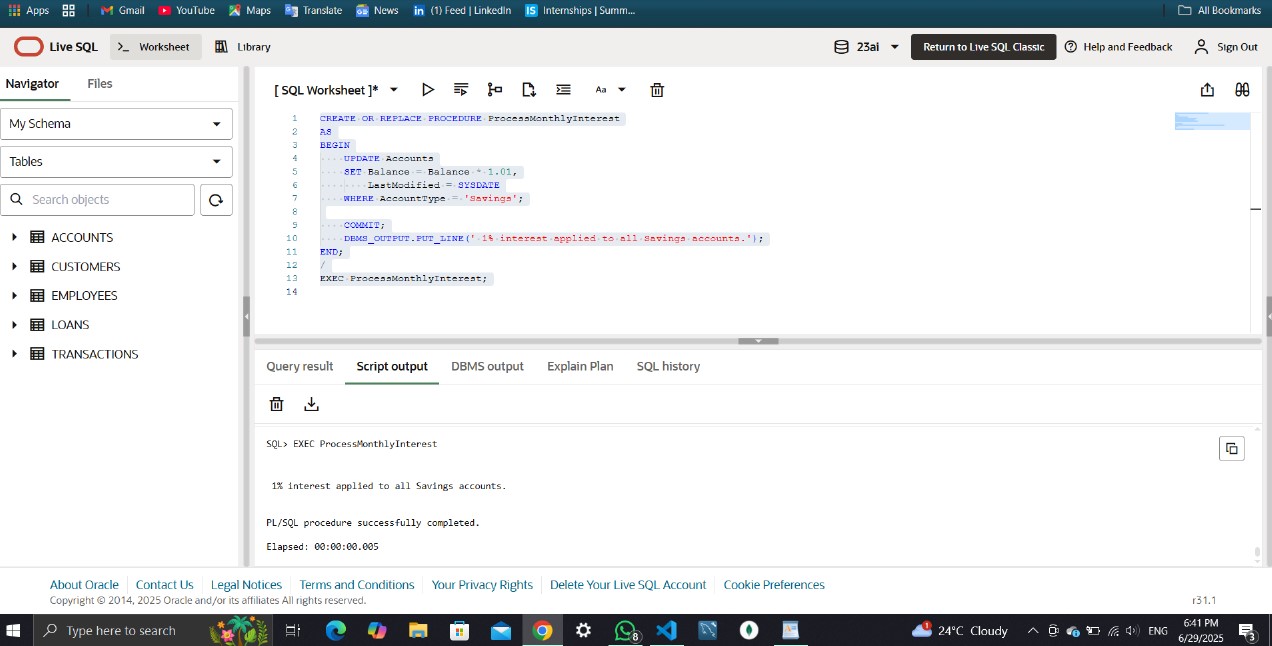 Apps Gmail YouTube Maps Translate News (1) Feed | LinkedIn Internships | Summ... All Bookmarks
Live SQL >_ Worksheet Library 23ai Return to Live SQL Classic Help and Feedback Sign Out
Navigator Files
[ SQL Worksheet ]* Aa
My Schema
Tables
Search objects
ACCOUNTS
CUSTOMERS
EMPLOYEES
LOANS
TRANSACTIONS
1 CREATE OR REPLACE PROCEDURE ProcessMonthlyInterest
2 AS
3 BEGIN
4 UPDATE Accounts
5 SET Balance = Balance * 1.01,
6 LastModified = SYSDATE
7 WHERE AccountType = 'Savings';
8
9 COMMIT;
10 DBMS_OUTPUT.PUT_LINE(' 1% interest applied to all Savings accounts.');
11 END;
12 /
13 EXEC ProcessMonthlyInterest;
14
Query result Script output DBMS output Explain Plan SQL history
SQL> EXEC ProcessMonthlyInterest
1% interest applied to all Savings accounts.
PL/SQL procedure successfully completed.
Elapsed: 00:00:00.005
About Oracle Contact Us Legal Notices Terms and Conditions Your Privacy Rights Delete Your Live SQL Account Cookie Preferences
Copyright © 2014, 2025 Oracle and/or its affiliates All rights reserved.
r31.1
Type here to search 8 1 24°C Cloudy ENG 6:41 PM
6/29/2025 3